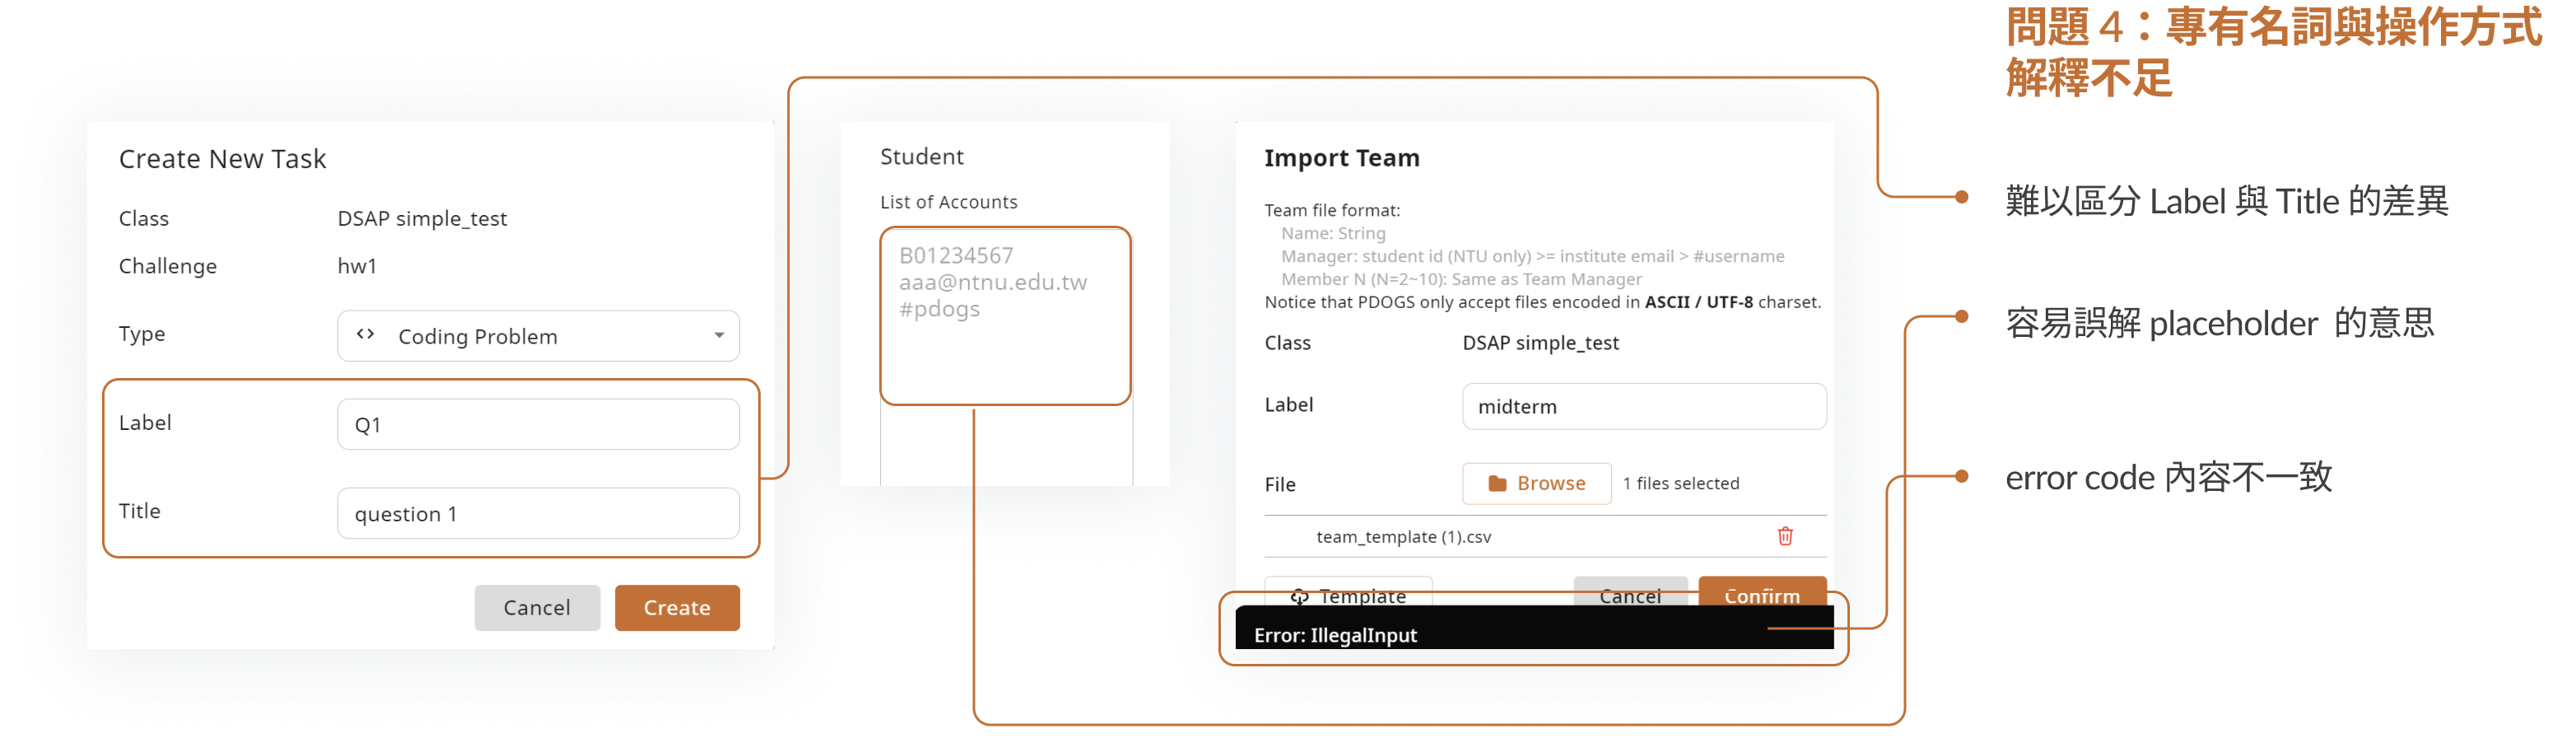 問題 4：專有名詞與操作方式
解釋不足
Create New Task
Class DSAP simple_test
Challenge hw1
Type <> Coding Problem
Label Q1
Title question 1
Cancel Create
Student
List of Accounts
B01234567
aaa@ntnu.edu.tw
#pdogs
Import Team
Team file format:
Name: String
Manager: student id (NTU only) >= institute email > #username
Member N (N=2~10): Same as Team Manager
Notice that PDOGS only accept files encoded in ASCII / UTF-8 charset.
Class DSAP simple_test
Label midterm
File Browse 1 files selected
team_template (1).csv
Template Cancel Confirm
Error: IllegalInput
難以區分 Label 與 Title 的差異
容易誤解 placeholder 的意思
error code 內容不一致